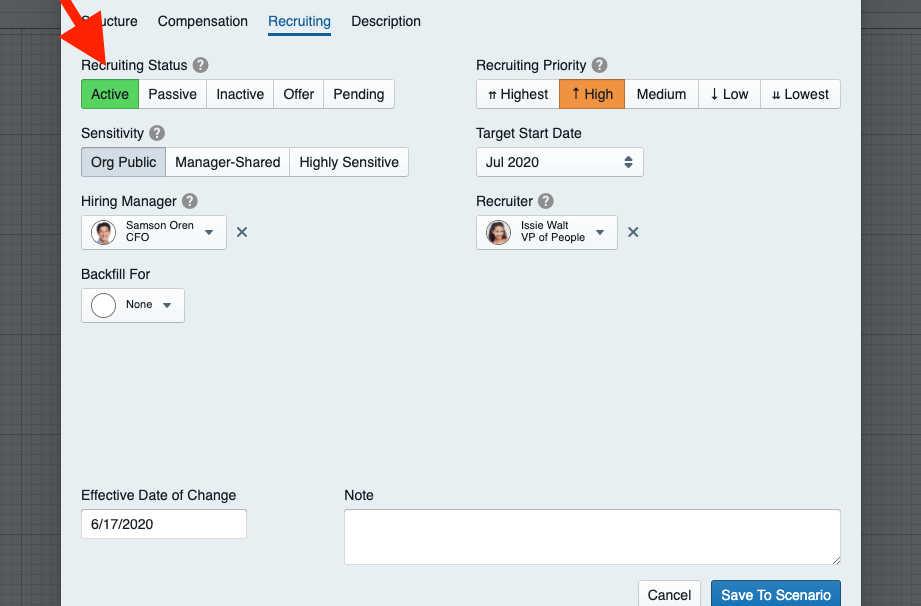 Compensation Recruiting Description
Recruiting Status ? Recruiting Priority ?
Active Passive Inactive Offer Pending ⇈ Highest ↑ High Medium ↓ Low ⇊ Lowest
Sensitivity ? Target Start Date
Org Public Manager-Shared Highly Sensitive Jul 2020
Hiring Manager ? Recruiter ?
Samson Oren Issie Walt
CFO VP of People
Backfill For
None
Effective Date of Change Note
6/17/2020
Cancel Save To Scenario